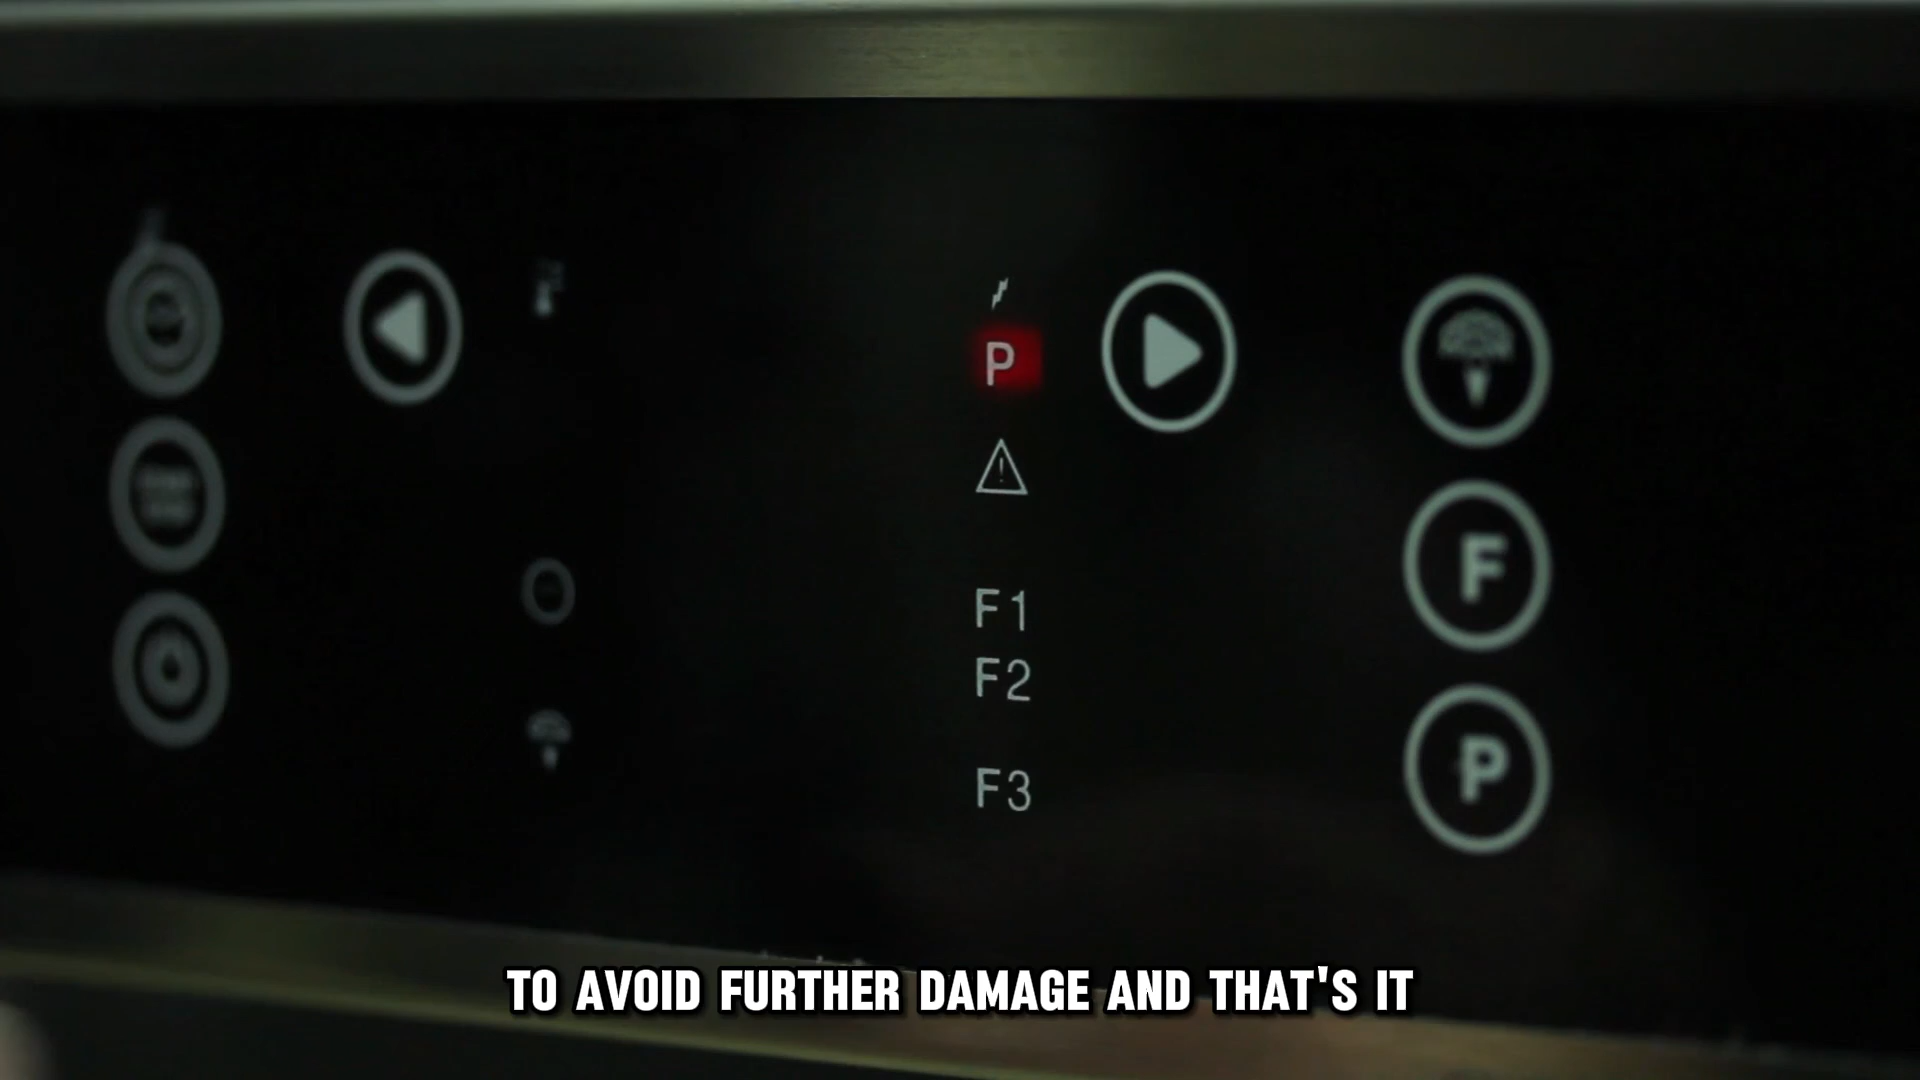 P
F1
F2
F3
F
P
TO AVOID FURTHER DAMAGE AND THAT'S IT